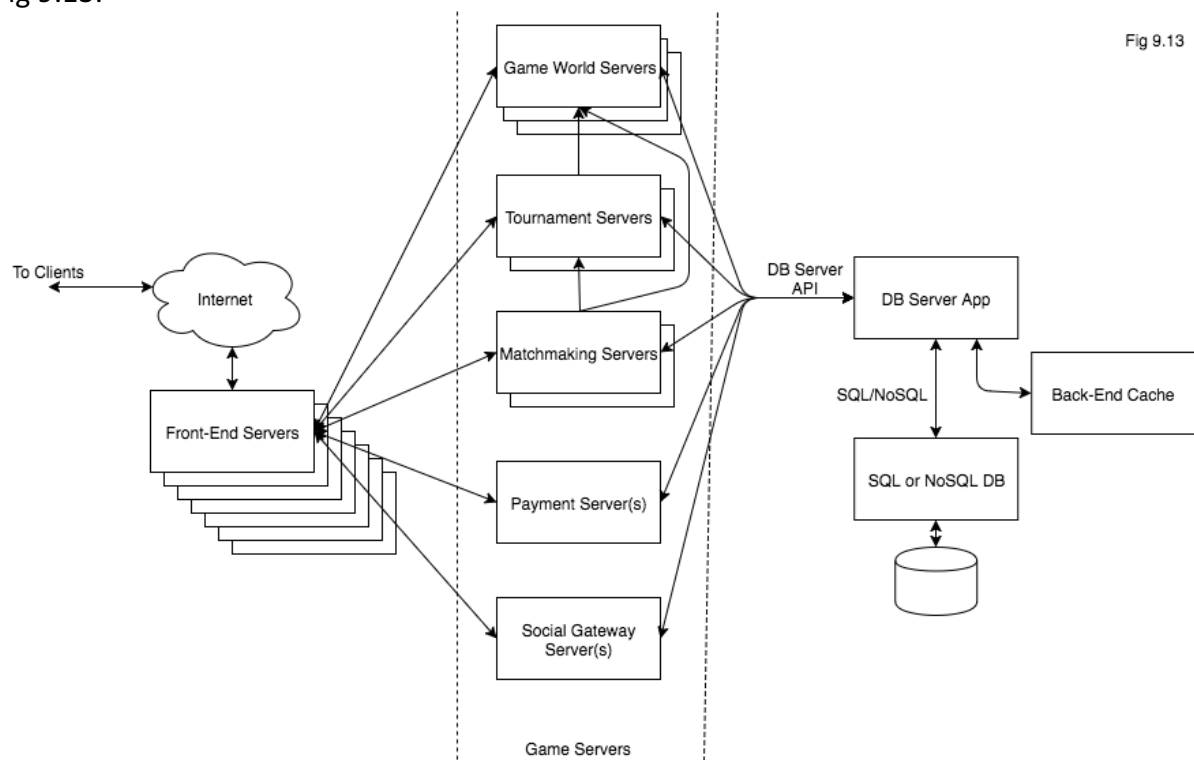 Fig 9.13
Game World Servers
Tournament Servers
To Clients
Internet
DB Server
API
DB Server App
Matchmaking Servers
SQL/NoSQL
Back-End Cache
Front-End Servers
SQL or NoSQL DB
Payment Server(s)
Social Gateway
Server(s)
Game Servers